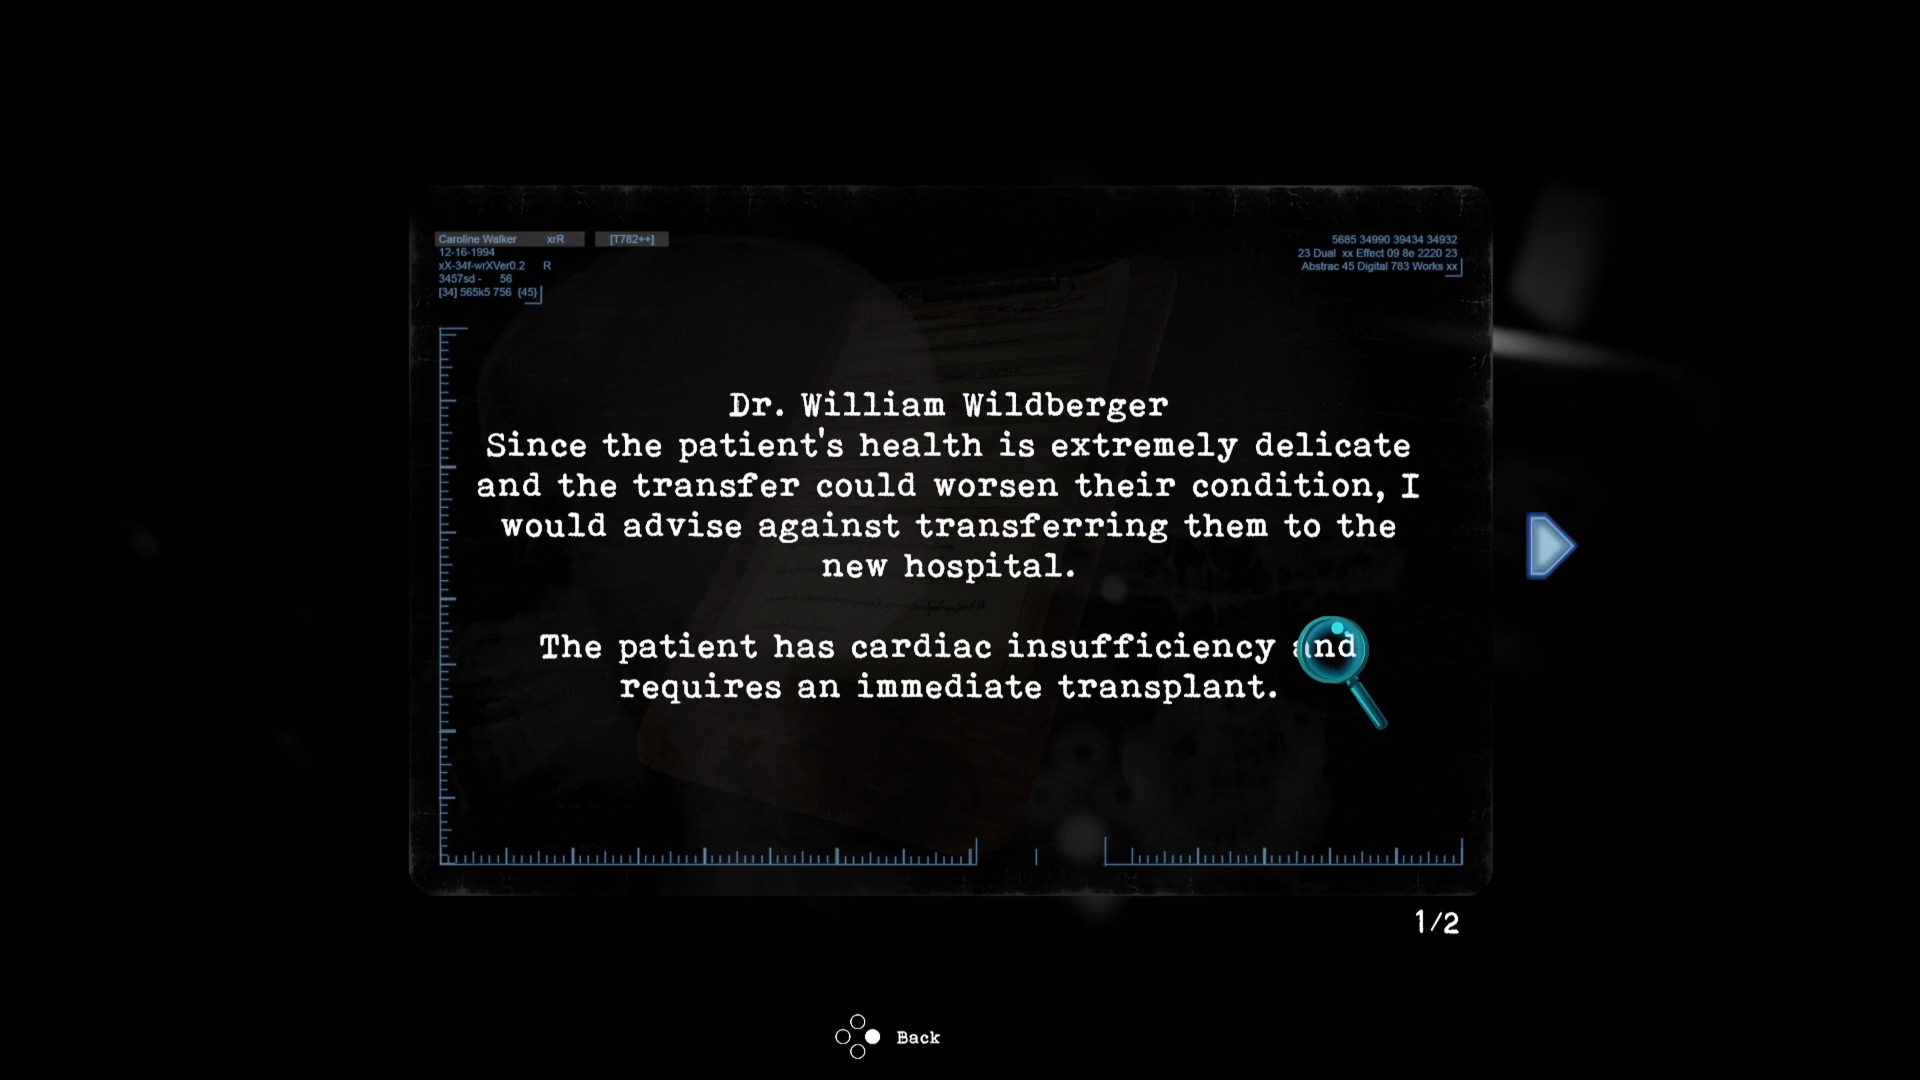 Caroline Walker xrR [T782++]
12-16-1994
xX-34f-wrXVer0.2 R
3457sd - 56
[34] 565k5 756 {45}
5685 34990 39434 34932
23 Dual xx Effect 09 8e 2220 23
Abstrac 45 Digital 783 Works xx
Dr. William Wildberger
Since the patient's health is extremely delicate
and the transfer could worsen their condition, I
would advise against transferring them to the
new hospital.
The patient has cardiac insufficiency and
requires an immediate transplant.
1/2
Back